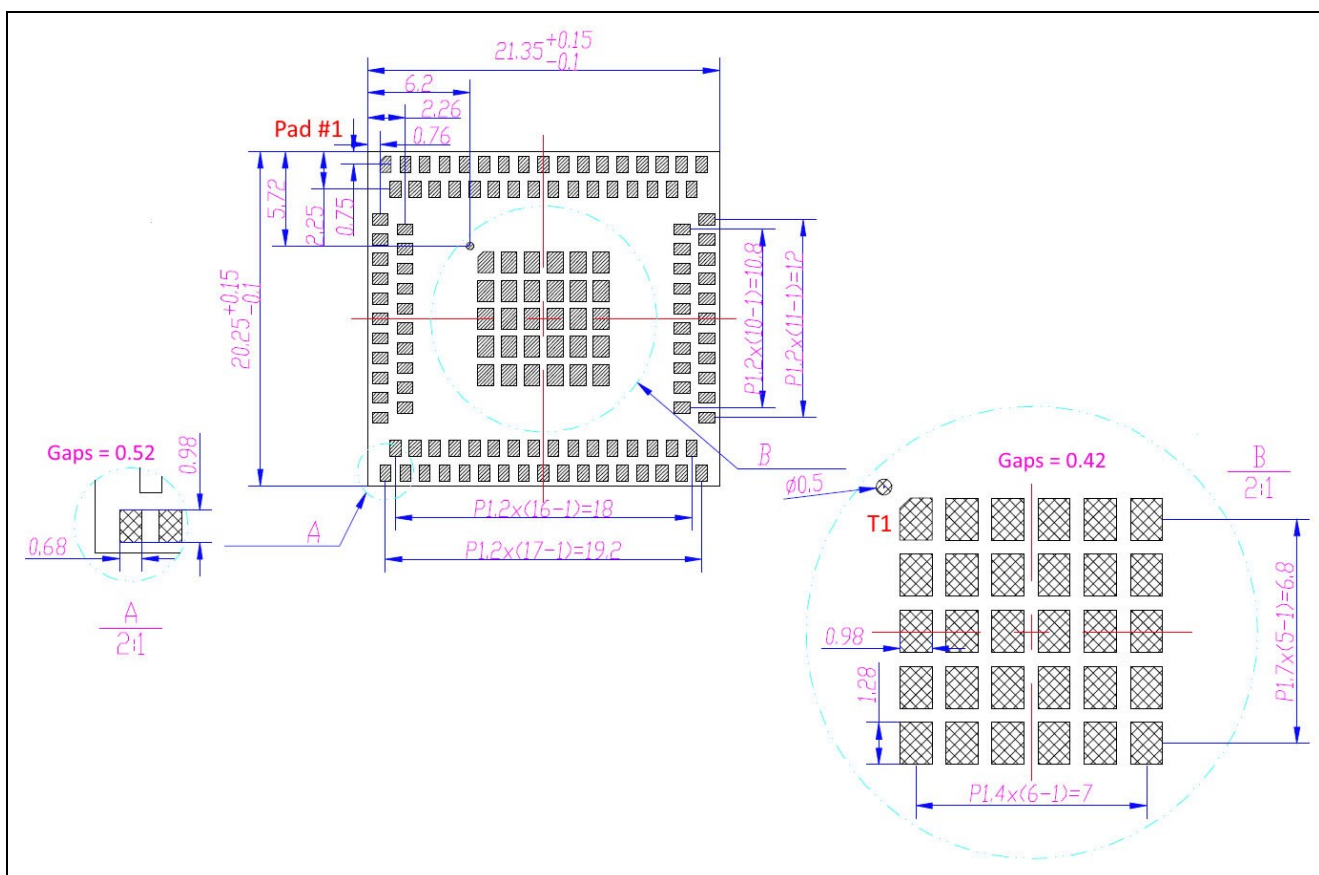 21.35 +0.15 -0.1
6.2
2.26
Pad #1
0.76
5.72
2.25
0.75
20.25 +0.15 -0.1
P1.2x(10-1)=10.8
P1.2x(11-1)=12
Gaps = 0.52
0.98
0.68
A
2:1
A
P1.2x(16-1)=18
P1.2x(17-1)=19.2
B
Gaps = 0.42
B
2:1
ø0.5
T1
0.98
1.28
P1.7x(5-1)=6.8
P1.4x(6-1)=7